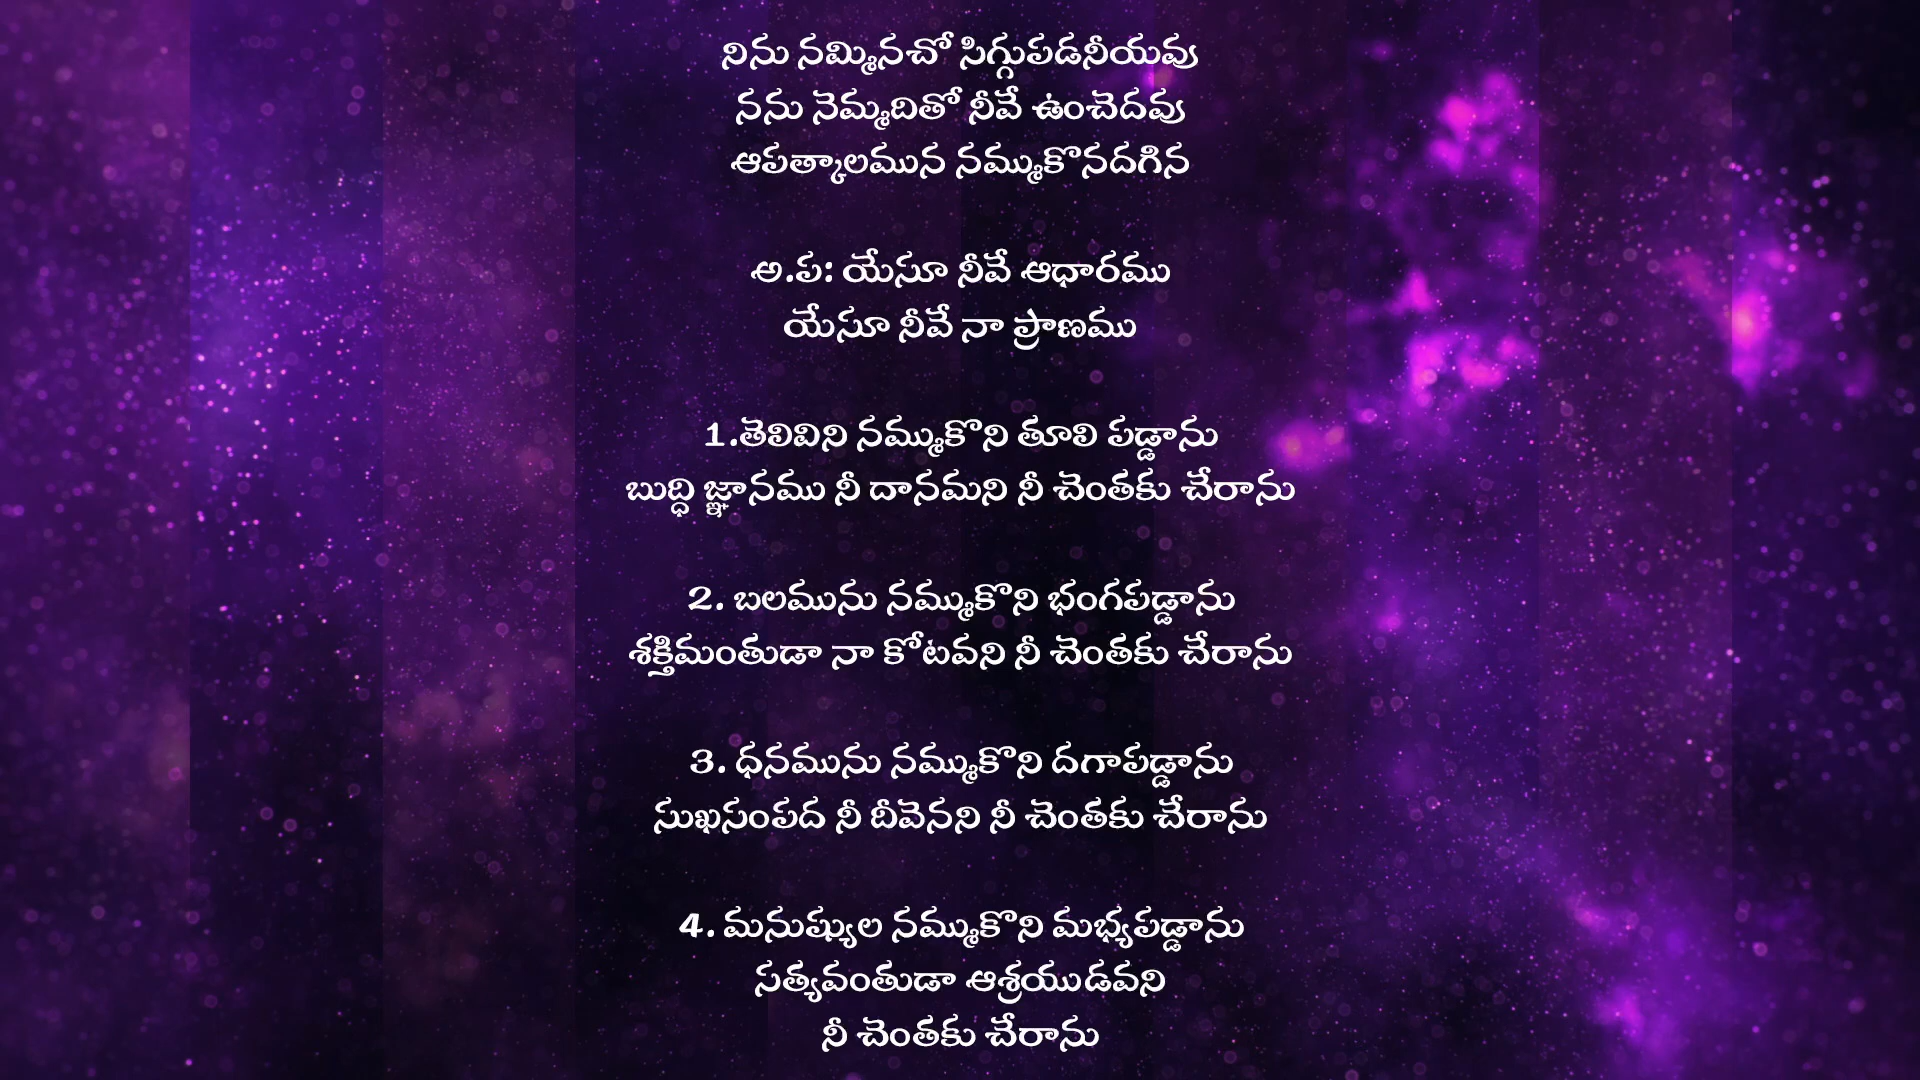 నిను నమ్మినచో సిగ్గుపడనీయవు
నను నెమ్మదితో నీవే ఉంచెదవు
ఆపత్కాలమున నమ్ముకొనదగిన
అ.ప: యేసూ నీవే ఆధారము
యేసూ నీవే నా ప్రాణము
1.తెలివిని నమ్ముకొని తూలి పడ్డాను
బుద్ధి జ్ఞానము నీ దానమని నీ చెంతకు చేరాను
2. బలమును నమ్ముకొని భంగపడ్డాను
శక్తిమంతుడా నా కోటవని నీ చెంతకు చేరాను
3. ధనమును నమ్ముకొని దగాపడ్డాను
సుఖసంపద నీ దీవెనని నీ చెంతకు చేరాను
4. మనుష్యుల నమ్ముకొని మభ్యపడ్డాను
సత్యవంతుడా ఆశ్రయుడవని
నీ చెంతకు చేరాను